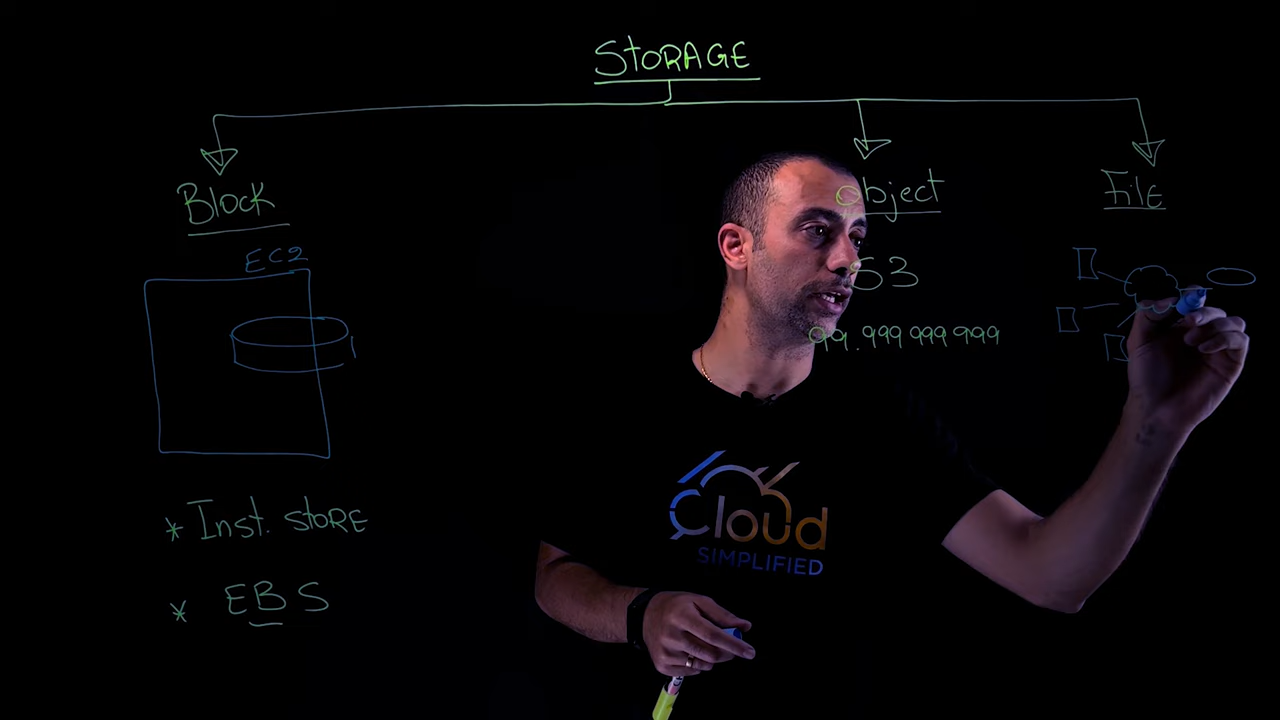 STORAGE
Block
Object
File
EC2
S3
99.999999999
* Inst. STORE
* EBS
Cloud
SIMPLIFIED